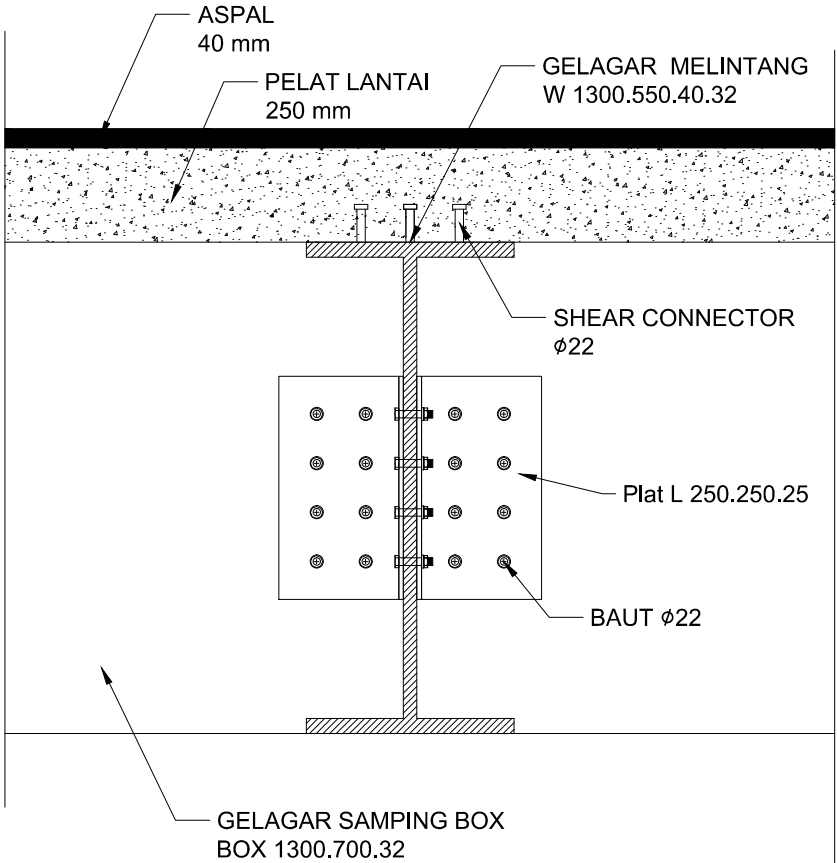 ASPAL
40 mm
PELAT LANTAI
250 mm
GELAGAR MELINTANG
W 1300.550.40.32
SHEAR CONNECTOR
ϕ22
Plat L 250.250.25
BAUT ϕ22
GELAGAR SAMPING BOX
BOX 1300.700.32